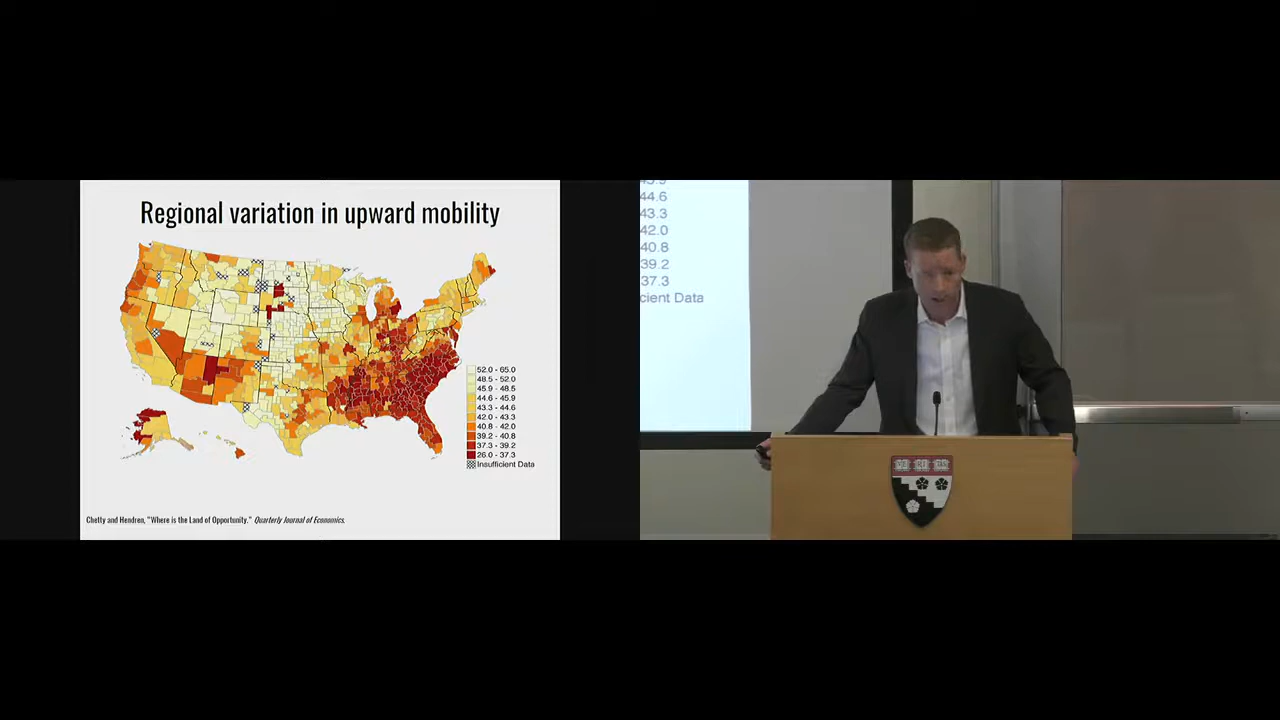 Regional variation in upward mobility
52.0 - 65.0
48.5 - 52.0
45.9 - 48.5
44.6 - 45.9
43.3 - 44.6
42.0 - 43.3
40.8 - 42.0
39.2 - 40.8
37.3 - 39.2
26.0 - 37.3
Insufficient Data
Chetty and Hendren, "Where is the Land of Opportunity." Quarterly Journal of Economics.
44.6
43.3
42.0
40.8
39.2
37.3
cient Data